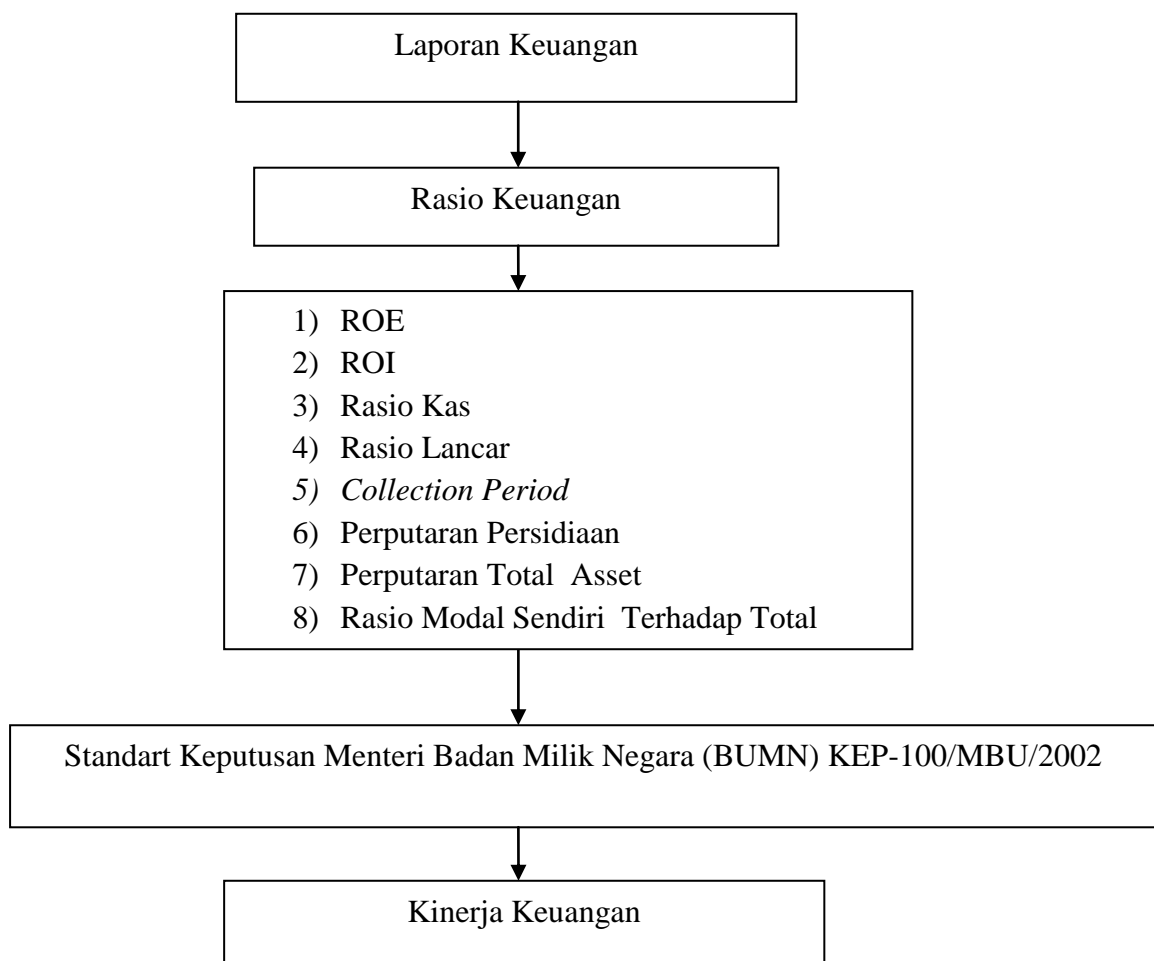 Laporan Keuangan
Rasio Keuangan
1) ROE
2) ROI
3) Rasio Kas
4) Rasio Lancar
5) Collection Period
6) Perputaran Persidiaan
7) Perputaran Total Asset
8) Rasio Modal Sendiri Terhadap Total
Standart Keputusan Menteri Badan Milik Negara (BUMN) KEP-100/MBU/2002
Kinerja Keuangan